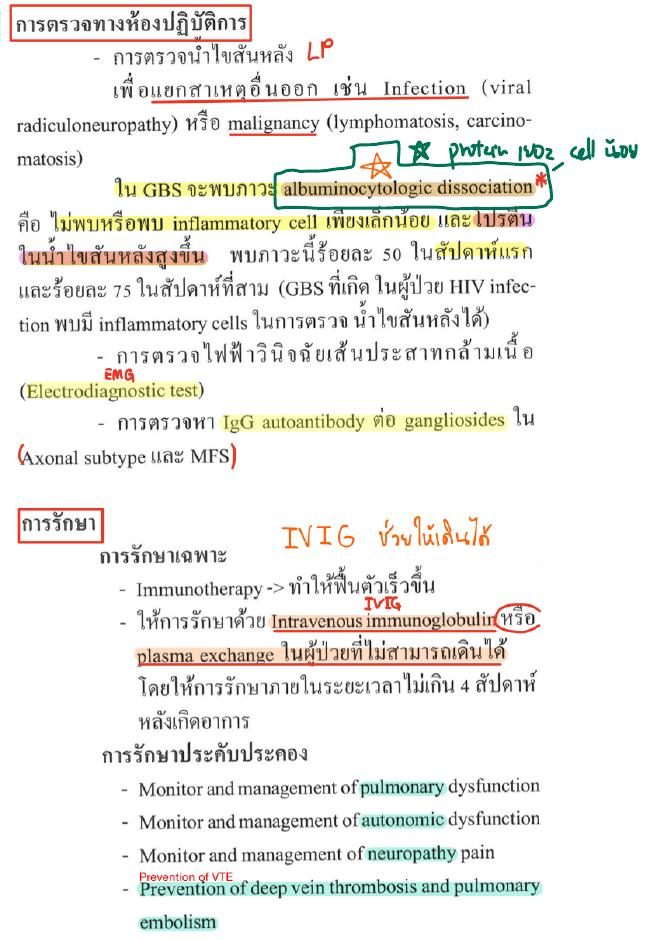 การตรวจทางห้องปฏิบัติการ
- การตรวจน้ำไขสันหลัง LP
เพื่อแยกสาเหตุอื่นออก เช่น Infection (viral
radiculoneuropathy) หรือ malignancy (lymphomatosis, carcino-
matosis)
protein เยอะ cell น้อย
ใน GBS จะพบภาวะ albuminocytologic dissociation*
คือ ไม่พบหรือพบ inflammatory cell เพียงเล็กน้อย และโปรตีน
ในน้ำไขสันหลังสูงขึ้น พบภาวะนี้ร้อยละ 50 ในสัปดาห์แรก
และร้อยละ 75 ในสัปดาห์ที่สาม (GBS ที่เกิด ในผู้ป่วย HIV infec-
tion พบมี inflammatory cells ในการตรวจ น้ำไขสันหลังได้)
- การตรวจไฟฟ้าวินิจฉัยเส้นประสาทกล้ามเนื้อ
EMG
(Electrodiagnostic test)
- การตรวจหา IgG autoantibody ต่อ gangliosides ใน
(Axonal subtype และ MFS)
การรักษา
IVIG ช่วยให้เดินได้
การรักษาเฉพาะ
- Immunotherapy -> ทำให้ฟื้นตัวเร็วขึ้น
IVIG
- ให้การรักษาด้วย Intravenous immunoglobulin หรือ
plasma exchange ในผู้ป่วยที่ไม่สามารถเดินได้
โดยให้การรักษาภายในระยะเวลาไม่เกิน 4 สัปดาห์
หลังเกิดอาการ
การรักษาประคับประคอง
- Monitor and management of pulmonary dysfunction
- Monitor and management of autonomic dysfunction
- Monitor and management of neuropathy pain
Prevention of VTE
- Prevention of deep vein thrombosis and pulmonary
embolism